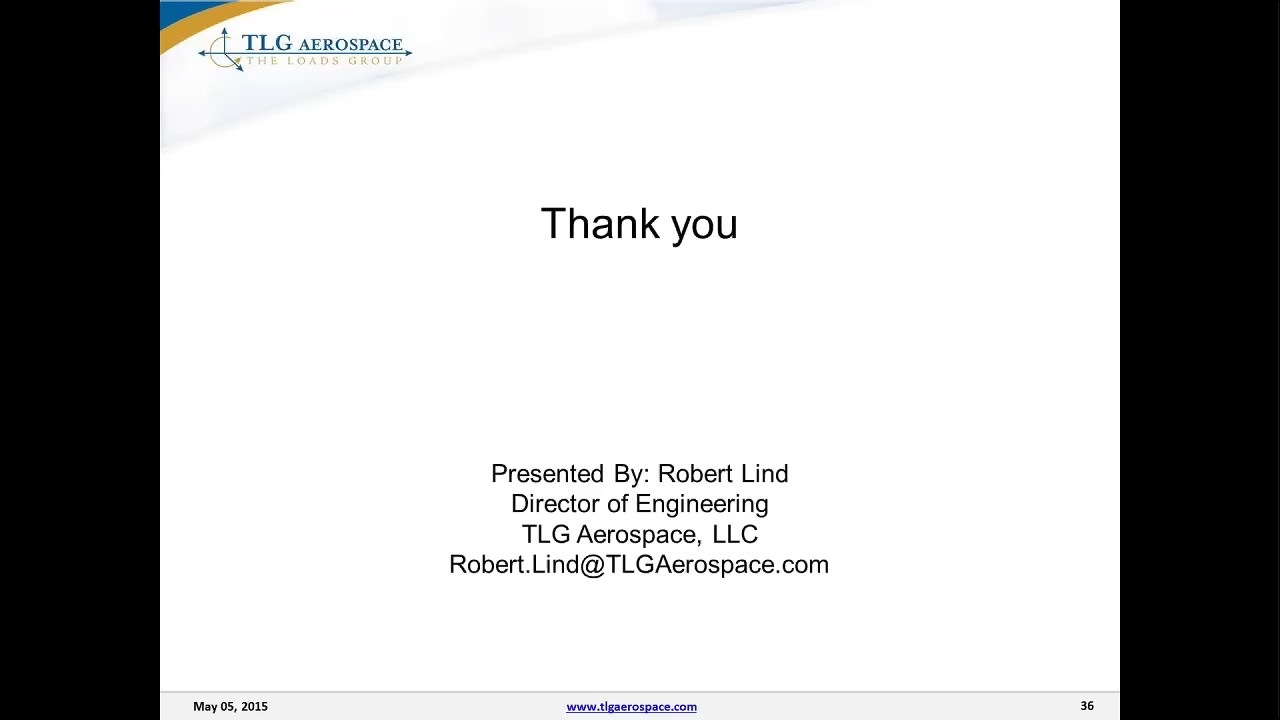 TLG AEROSPACE
THE LOADS GROUP
Thank you
Presented By: Robert Lind
Director of Engineering
TLG Aerospace, LLC
Robert.Lind@TLGAerospace.com
May 05, 2015
www.tlgaerospace.com
36